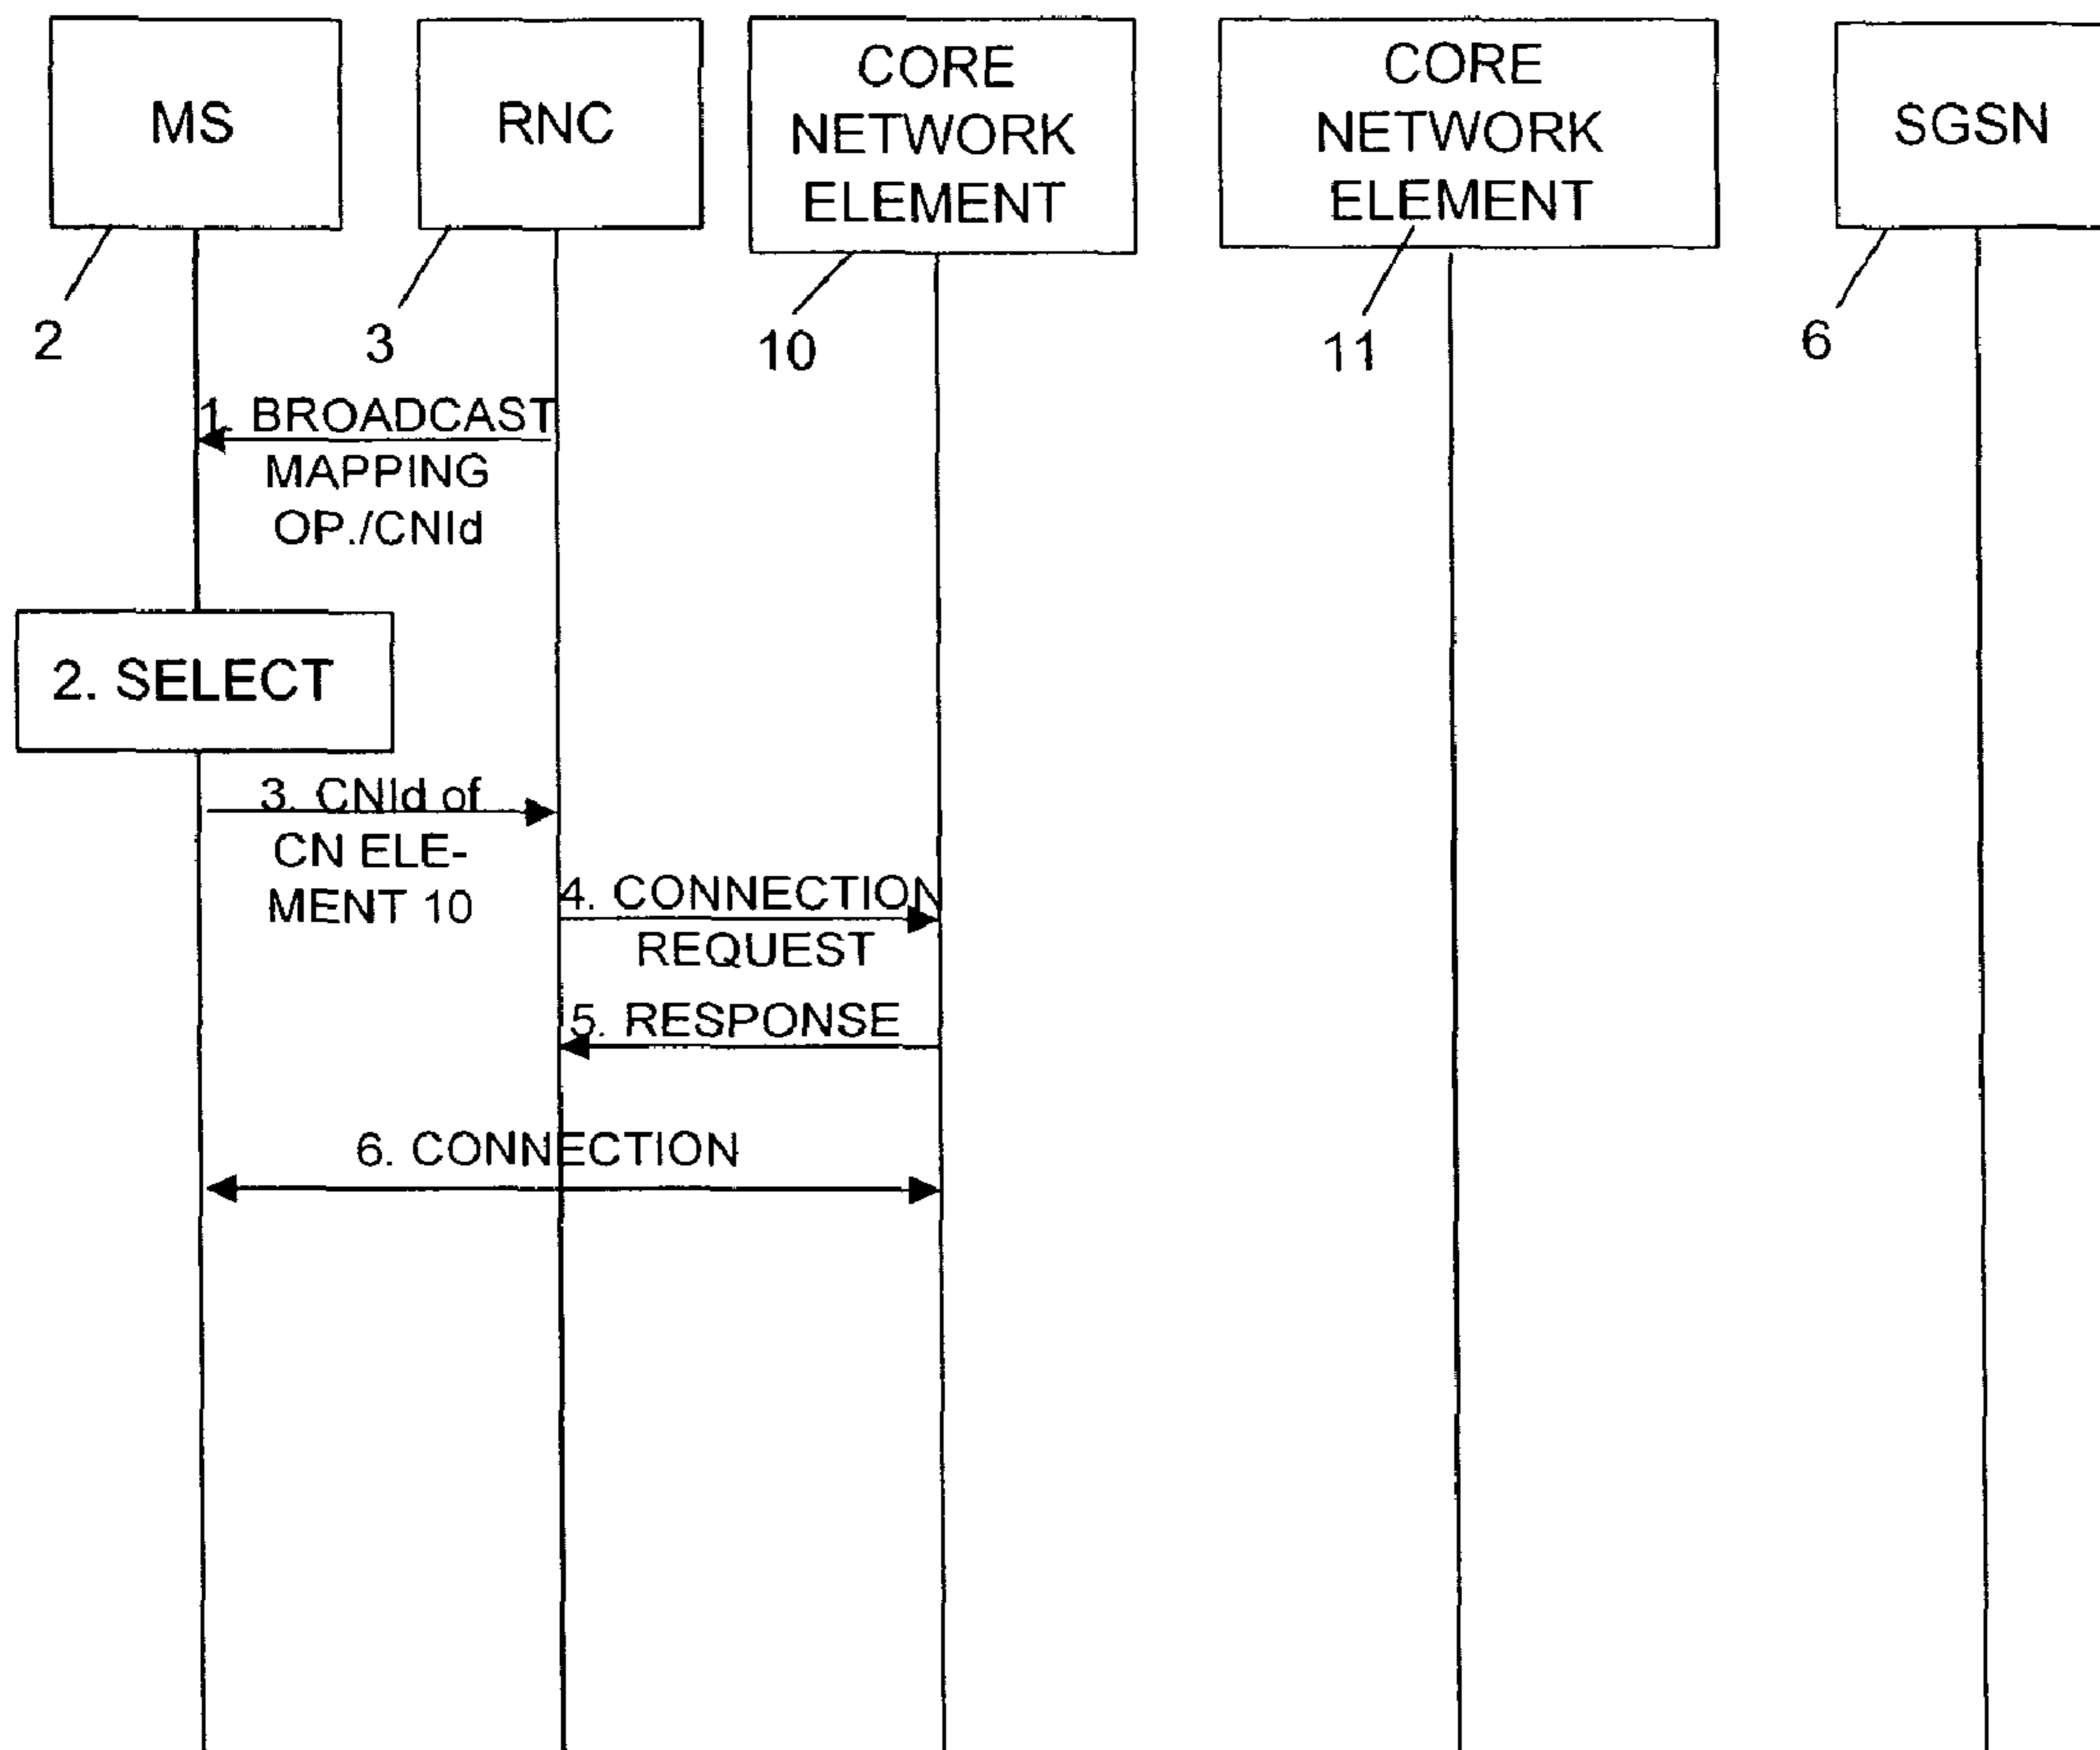 MS
RNC
CORE
NETWORK
ELEMENT
CORE
NETWORK
ELEMENT
SGSN
2
3
10
11
6
1. BROADCAST
MAPPING
OP./CNId
2. SELECT
3. CNId of
CN ELE-
MENT 10
4. CONNECTION
REQUEST
5. RESPONSE
6. CONNECTION